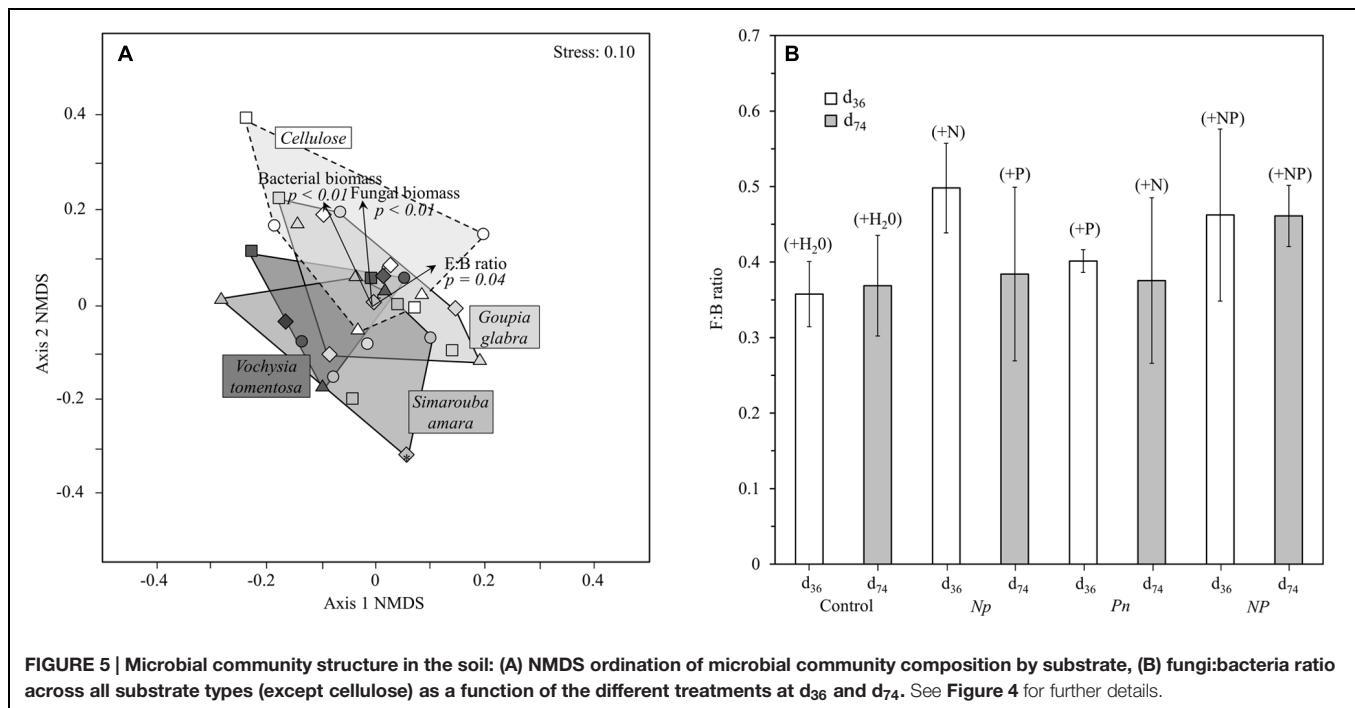 A
Stress: 0.10
Axis 2 NMDS
0.4
0.2
0
-0.2
-0.4
Cellulose
Bacterial biomass
p < 0.01
Fungal biomass
p < 0.01
F:B ratio
p = 0.04
Goupia
glabra
Vochysia
tomentosa
Simarouba
amara
*
-0.4 -0.2 0 0.2 0.4
Axis 1 NMDS
B
F:B ratio
0.7
0.6
0.5
0.4
0.3
0.2
0.1
0
d36
d74
(+H20)
(+H20)
(+N)
(+P)
(+P)
(+N)
(+NP)
(+NP)
d36 d74 d36 d74 d36 d74 d36 d74
Control Np Pn NP
FIGURE 5 | Microbial community structure in the soil: (A) NMDS ordination of microbial community composition by substrate, (B) fungi:bacteria ratio
across all substrate types (except cellulose) as a function of the different treatments at d36 and d74. See Figure 4 for further details.